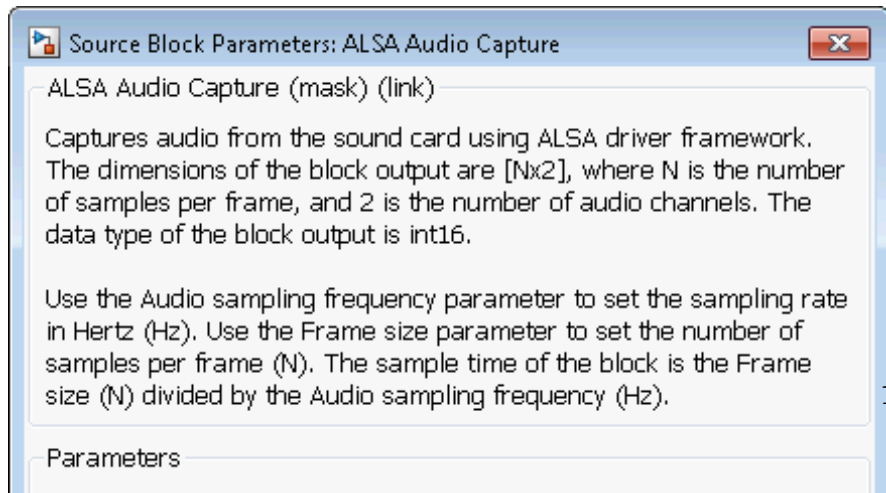 Source Block Parameters: ALSA Audio Capture
ALSA Audio Capture (mask) (link)
Captures audio from the sound card using ALSA driver framework.
The dimensions of the block output are [Nx2], where N is the number
of samples per frame, and 2 is the number of audio channels. The
data type of the block output is int16.
Use the Audio sampling frequency parameter to set the sampling rate
in Hertz (Hz). Use the Frame size parameter to set the number of
samples per frame (N). The sample time of the block is the Frame
size (N) divided by the Audio sampling frequency (Hz).
Parameters